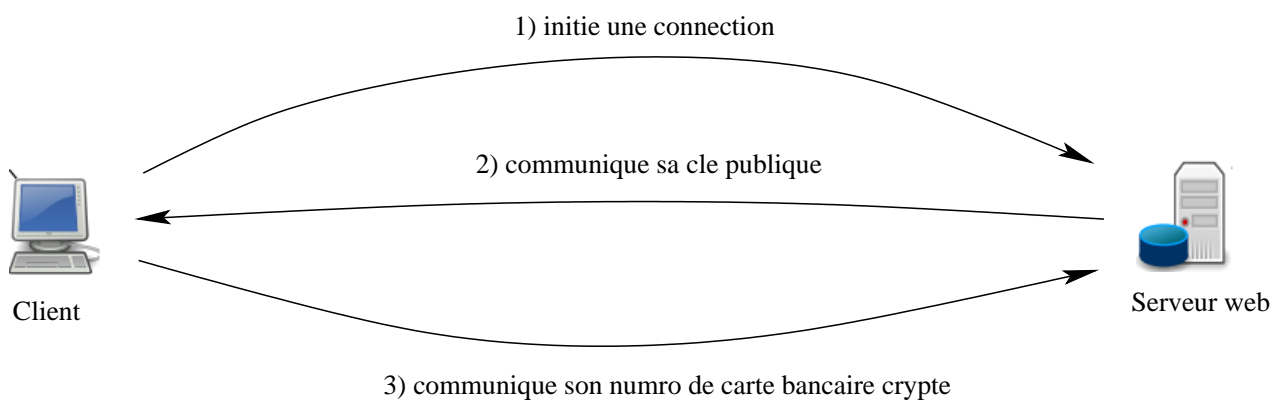 1) initie une connection
2) communique sa cle publique
Client
Serveur web
3) communique son numro de carte bancaire crypte